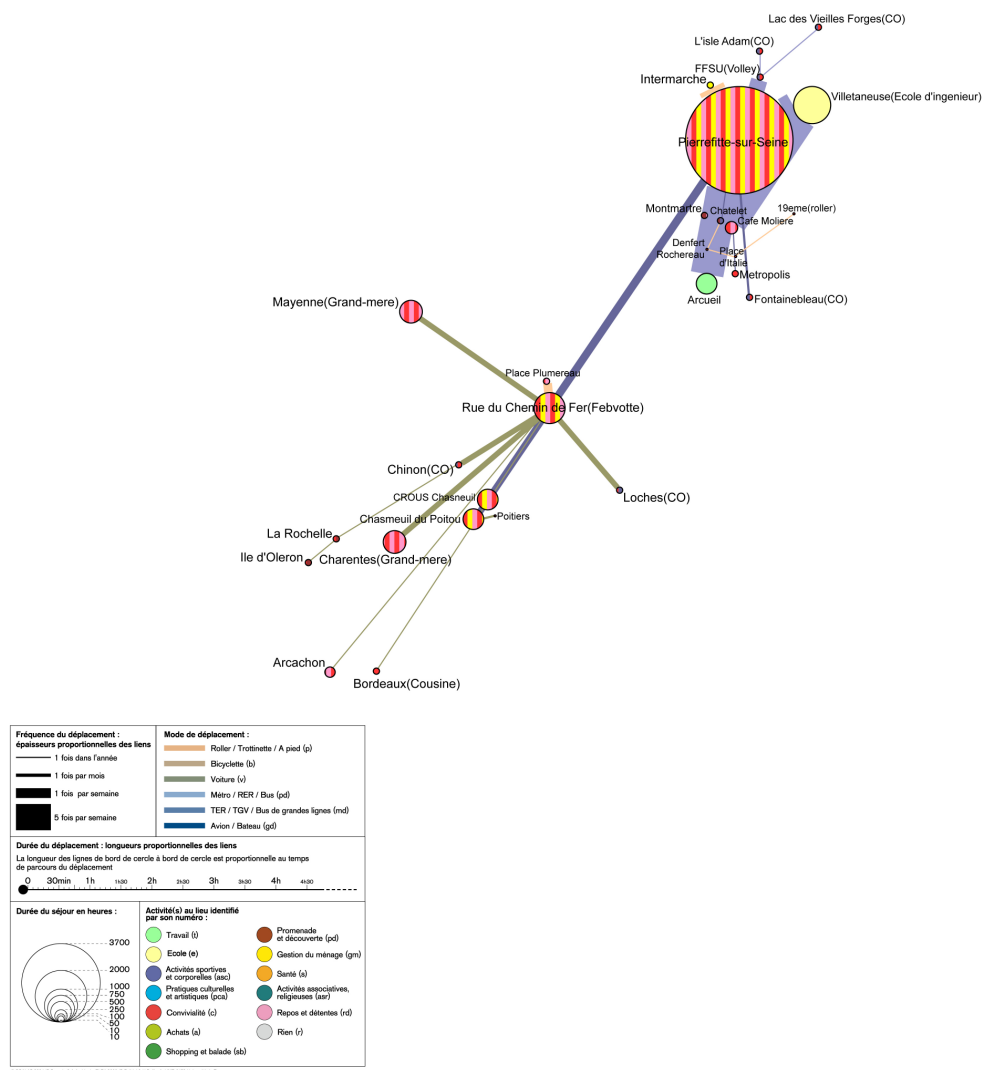 Lac des Vieilles Forges(CO)
L'isle Adam(CO)
FFSU(Volley)
Intermarche
Villetaneuse(Ecole d'ingenieur)
Pierrefitte-sur-Seine
Montmartre
Chatelet
19eme(roller)
Cafe Moliere
Denfert
Rochereau
Place
d'Italie
Metropolis
Arcueil
Fontainebleau(CO)
Mayenne(Grand-mere)
Place Plumereau
Rue du Chemin de Fer(Febvotte)
Chinon(CO)
CROUS Chasneuil
Loches(CO)
Chasmeuil du Poitou
Poitiers
La Rochelle
Ile d'Oleron
Charentes(Grand-mere)
Arcachon
Bordeaux(Cousine)
Fréquence du déplacement :
épaisseurs proportionnelles des liens
1 fois dans l'année
1 fois par mois
1 fois par semaine
5 fois par semaine
Mode de déplacement :
Roller / Trottinette / A pied (p)
Bicyclette (b)
Voiture (v)
Métro / RER / Bus (pd)
TER / TGV / Bus de grandes lignes (md)
Avion / Bateau (gd)
Durée du déplacement : longueurs proportionnelles des liens
La longueur des lignes de bord de cercle à bord de cercle est proportionnelle au temps
de parcours du déplacement
0 30min 1h 1h30 2h 2h30 3h 3h30 4h 4h30
Durée du séjour en heures :
3700
2000
1000
750
500
250
100
50
10
10
Activité(s) au lieu identifié
par son numéro :
Travail (t)
Ecole (e)
Activités sportives
et corporelles (asc)
Pratiques culturelles
et artistiques (pca)
Convivialité (c)
Achats (a)
Shopping et balade (sb)
Promenade
et découverte (pd)
Gestion du ménage (gm)
Santé (s)
Activités associatives,
religieuses (asr)
Repos et détentes (rd)
Rien (r)